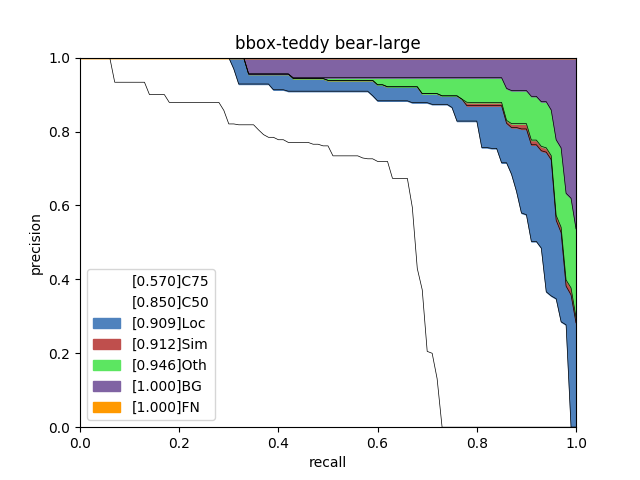 bbox-teddy bear-large
precision
1.0
0.8
0.6
0.4
0.2
0.0
[0.570]C75
[0.850]C50
[0.909]Loc
[0.912]Sim
[0.946]Oth
[1.000]BG
[1.000]FN
0.0 0.2 0.4 0.6 0.8 1.0
recall